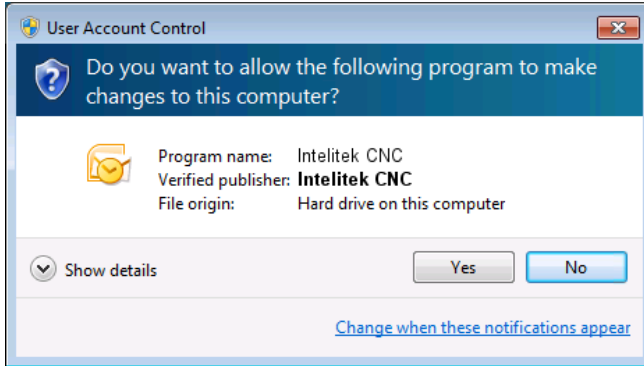 User Account Control
Do you want to allow the following program to make
changes to this computer?
Program name: Intelitek CNC
Verified publisher: Intelitek CNC
File origin: Hard drive on this computer
Show details
Yes
No
Change when these notifications appear